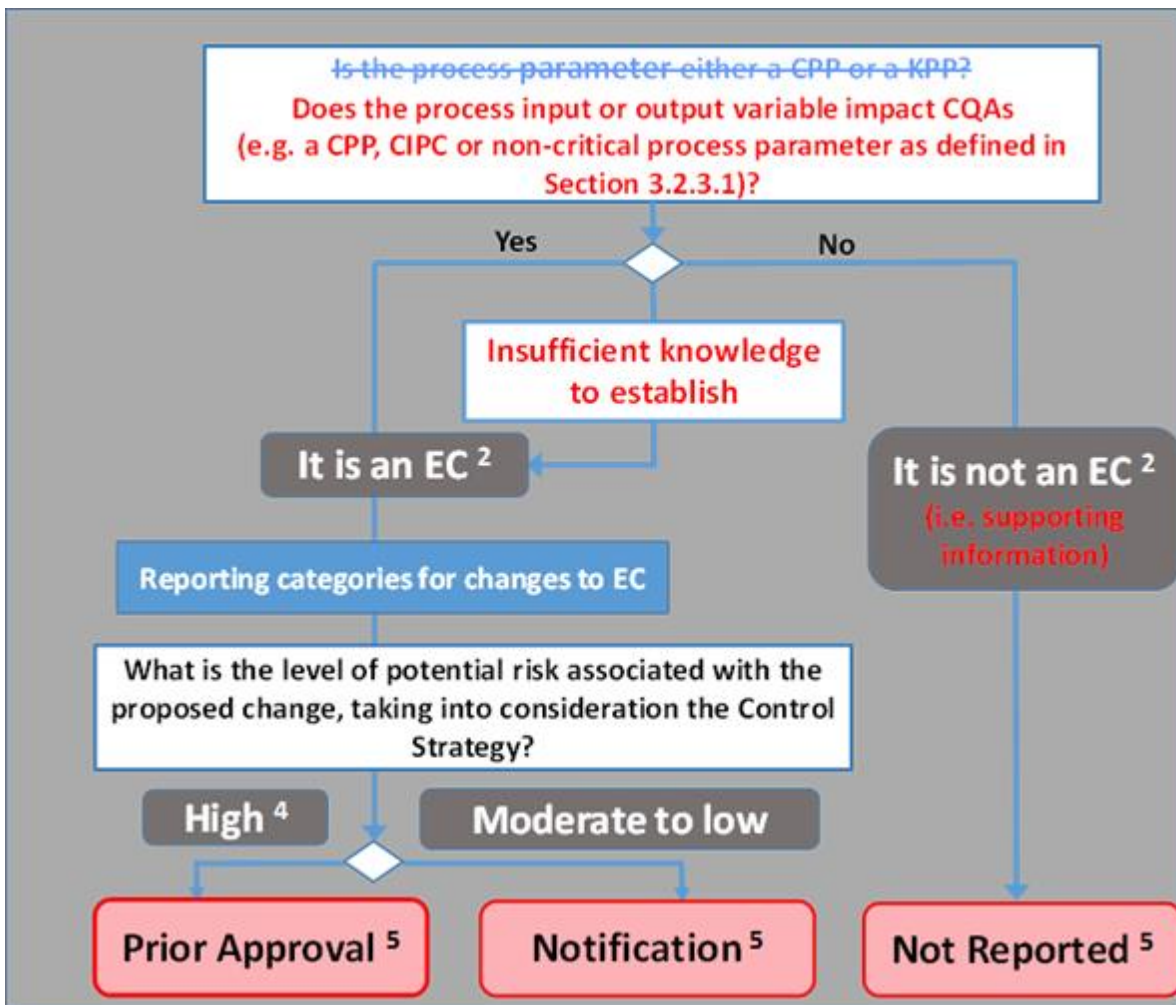 Is the process parameter either a CPP or a KPP?
Does the process input or output variable impact CQAs
(e.g. a CPP, CIPC or non-critical process parameter as defined in
Section 3.2.3.1)?
Yes
No
Insufficient knowledge
to establish
It is an EC 2
It is not an EC 2
(i.e. supporting
information)
Reporting categories for changes to EC
What is the level of potential risk associated with the
proposed change, taking into consideration the Control
Strategy?
High 4
Moderate to low
Prior Approval 5
Notification 5
Not Reported 5